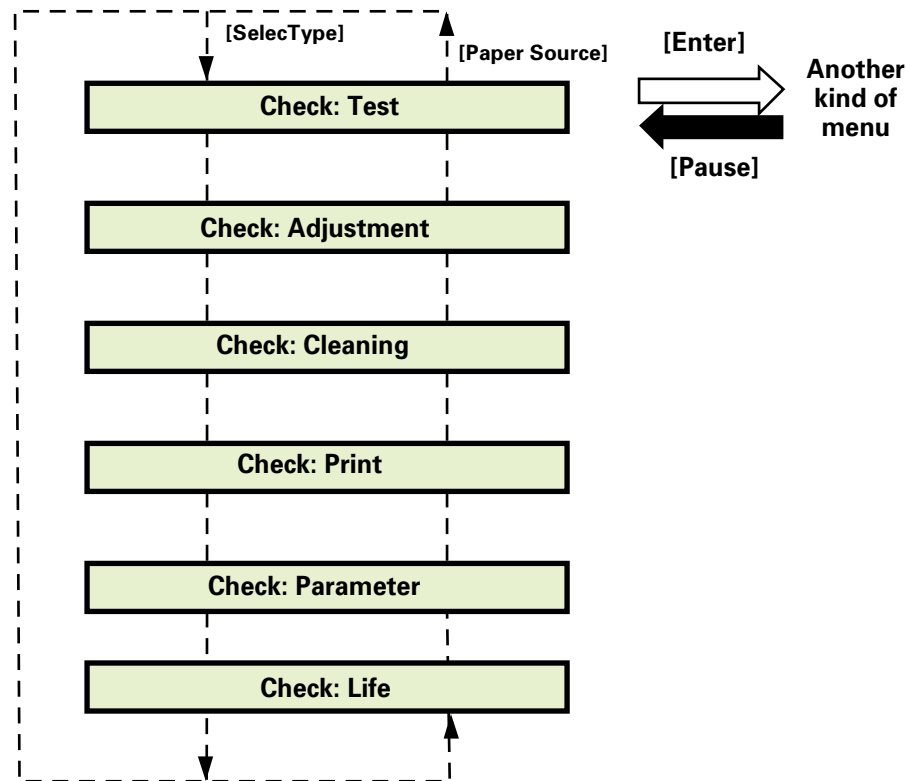 [SelecType]
[Paper Source]
[Enter]
Another
kind of
menu
[Pause]
Check: Test
Check: Adjustment
Check: Cleaning
Check: Print
Check: Parameter
Check: Life